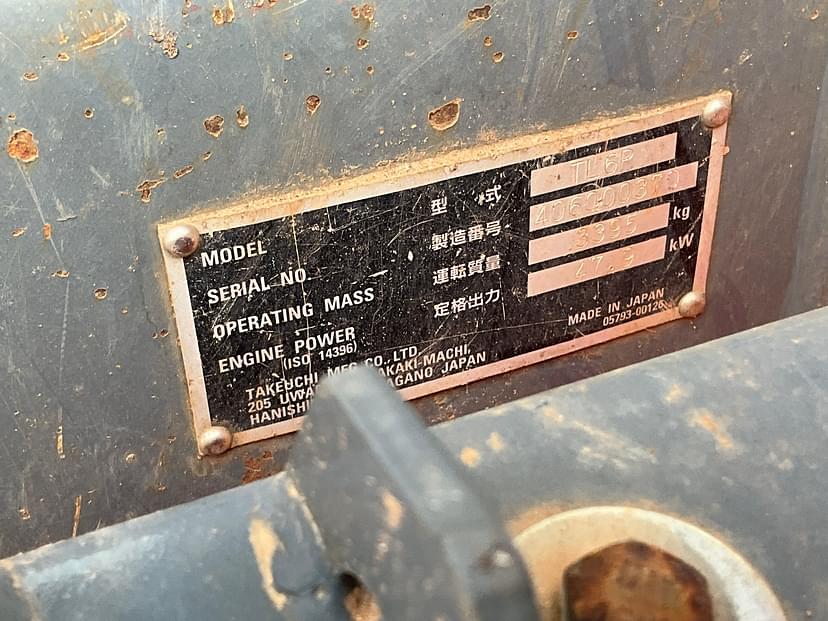 MODEL 型式 TL6R
SERIAL NO. 製造番号
OPERATING MASS 運転質量 3395 kg
ENGINE POWER 定格出力 47.9 kW
(ISO 14396)
TAKEUCHI MFG. CO., LTD. MADE IN JAPAN
205 05793-00126
NAGANO JAPAN